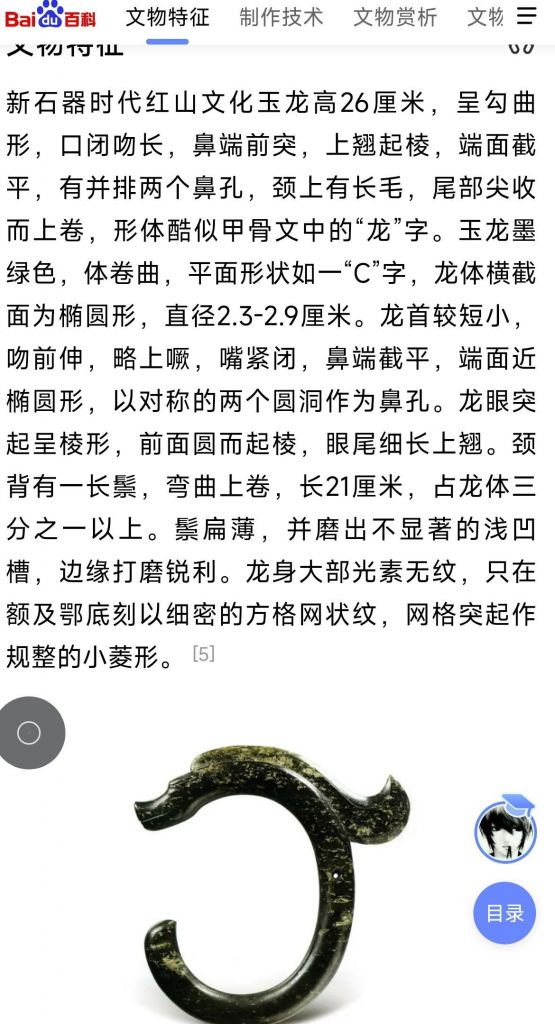 Bai du 百科 文物特征 制作技术 文物赏析 文物
文物特征
新石器时代红山文化玉龙高26厘米，呈勾曲
形，口闭吻长，鼻端前突，上翘起棱，端面截
平，有并排两个鼻孔，颈上有长毛，尾部尖收
而上卷，形体酷似甲骨文中的“龙”字。玉龙墨
绿色，体卷曲，平面形状如一“C”字，龙体横截
面为椭圆形，直径2.3-2.9厘米。龙首较短小，
吻前伸，略上噘，嘴紧闭，鼻端截平，端面近
椭圆形，以对称的两个圆洞作为鼻孔。龙眼突
起呈棱形，前面圆而起棱，眼尾细长上翘。颈
背有一长鬃，弯曲上卷，长21厘米，占龙体三
分之一以上。鬃扁薄，并磨出不显著的浅凹
槽，边缘打磨锐利。龙身大部光素无纹，只在
额及鄂底刻以细密的方格网状纹，网格突起作
规整的小菱形。 [5]
目录